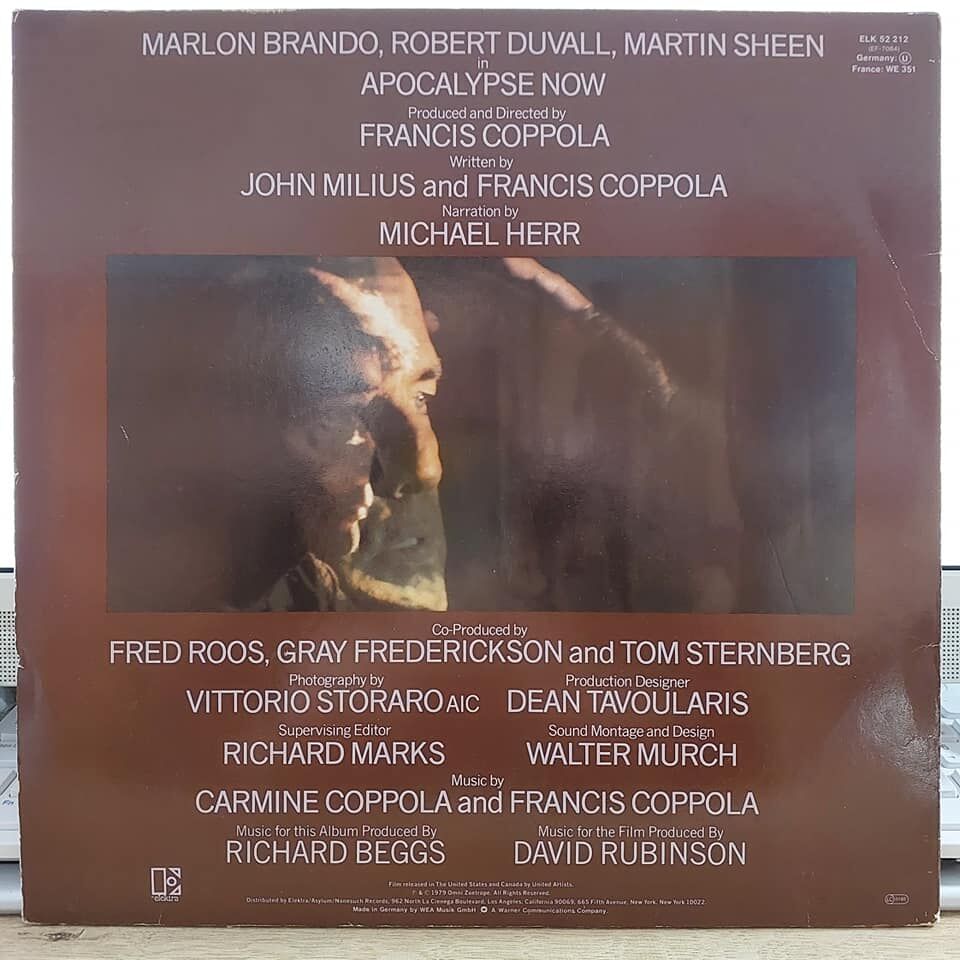 MARLON BRANDO, ROBERT DUVALL, MARTIN SHEEN
in
APOCALYPSE NOW
ELK 52 212
(EF-7084)
Germany: U
France: WE 351
Produced and Directed by
FRANCIS COPPOLA
Written by
JOHN MILIUS and FRANCIS COPPOLA
Narration by
MICHAEL HERR
Co-Produced by
FRED ROOS, GRAY FREDERICKSON and TOM STERNBERG
Photography by
VITTORIO STORARO AIC
Production Designer
DEAN TAVOULARIS
Supervising Editor
RICHARD MARKS
Sound Montage and Design
WALTER MURCH
Music by
CARMINE COPPOLA and FRANCIS COPPOLA
Music for this Album Produced By
RICHARD BEGGS
Music for the Film Produced By
DAVID RUBINSON
elektra
Film released in The United States and Canada by United Artists.
℗ & © 1979 Omni Zoetrope. All Rights Reserved.
Distributed by Elektra/Asylum/Nonesuch Records, 962 North La Cienega Boulevard, Los Angeles, California 90069, 665 Fifth Avenue, New York, New York 10022.
Made in Germany by WEA Musik GmbH A Warner Communications Company.
LC 0192
Fn